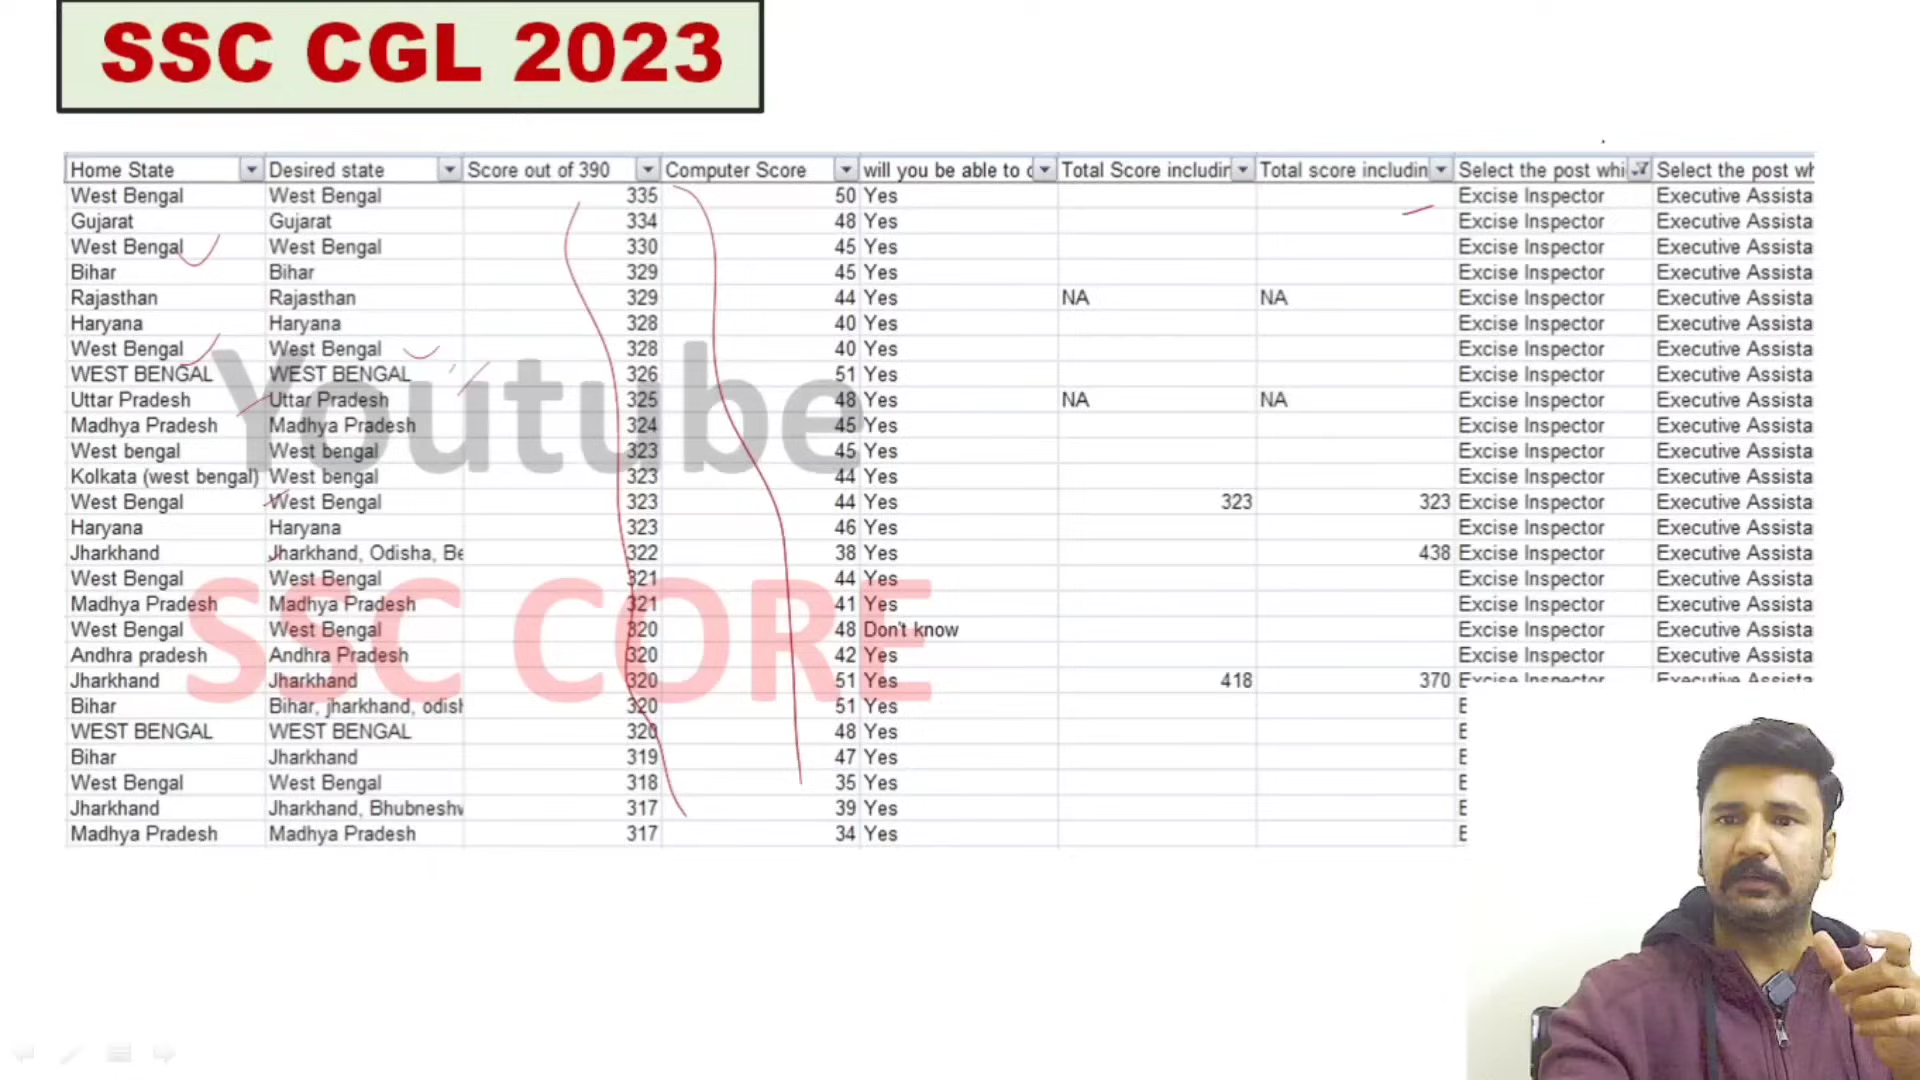 SSC CGL 2023
Home State Desired state Score out of 390 Computer Score will you be able to c Total Score includin Total score includin Select the post whi Select the post wh
West Bengal West Bengal 335 50 Yes Excise Inspector Executive Assista
Gujarat Gujarat 334 48 Yes Excise Inspector Executive Assista
West Bengal West Bengal 330 45 Yes Excise Inspector Executive Assista
Bihar Bihar 329 45 Yes Excise Inspector Executive Assista
Rajasthan Rajasthan 329 44 Yes NA NA Excise Inspector Executive Assista
Haryana Haryana 328 40 Yes Excise Inspector Executive Assista
West Bengal West Bengal 328 40 Yes Excise Inspector Executive Assista
WEST BENGAL WEST BENGAL 326 51 Yes Excise Inspector Executive Assista
Uttar Pradesh Uttar Pradesh 325 48 Yes NA NA Excise Inspector Executive Assista
Madhya Pradesh Madhya Pradesh 324 45 Yes Excise Inspector Executive Assista
West bengal West bengal 323 45 Yes Excise Inspector Executive Assista
Kolkata (west bengal) West bengal 323 44 Yes Excise Inspector Executive Assista
West Bengal West Bengal 323 44 Yes 323 323 Excise Inspector Executive Assista
Haryana Haryana 323 46 Yes Excise Inspector Executive Assista
Jharkhand Jharkhand, Odisha, Be 322 38 Yes 438 Excise Inspector Executive Assista
West Bengal West Bengal 321 44 Yes Excise Inspector Executive Assista
Madhya Pradesh Madhya Pradesh 321 41 Yes Excise Inspector Executive Assista
West Bengal West Bengal 320 48 Don't know Excise Inspector Executive Assista
Andhra pradesh Andhra Pradesh 320 42 Yes Excise Inspector Executive Assista
Jharkhand Jharkhand 320 51 Yes 418 370 Excise Inspector Executive Assista
Bihar Bihar, jharkhand, odish 320 51 Yes E
WEST BENGAL WEST BENGAL 320 48 Yes E
Bihar Jharkhand 319 47 Yes E
West Bengal West Bengal 318 35 Yes E
Jharkhand Jharkhand, Bhubneshw 317 39 Yes E
Madhya Pradesh Madhya Pradesh 317 34 Yes E
Youtube
SSC CORE